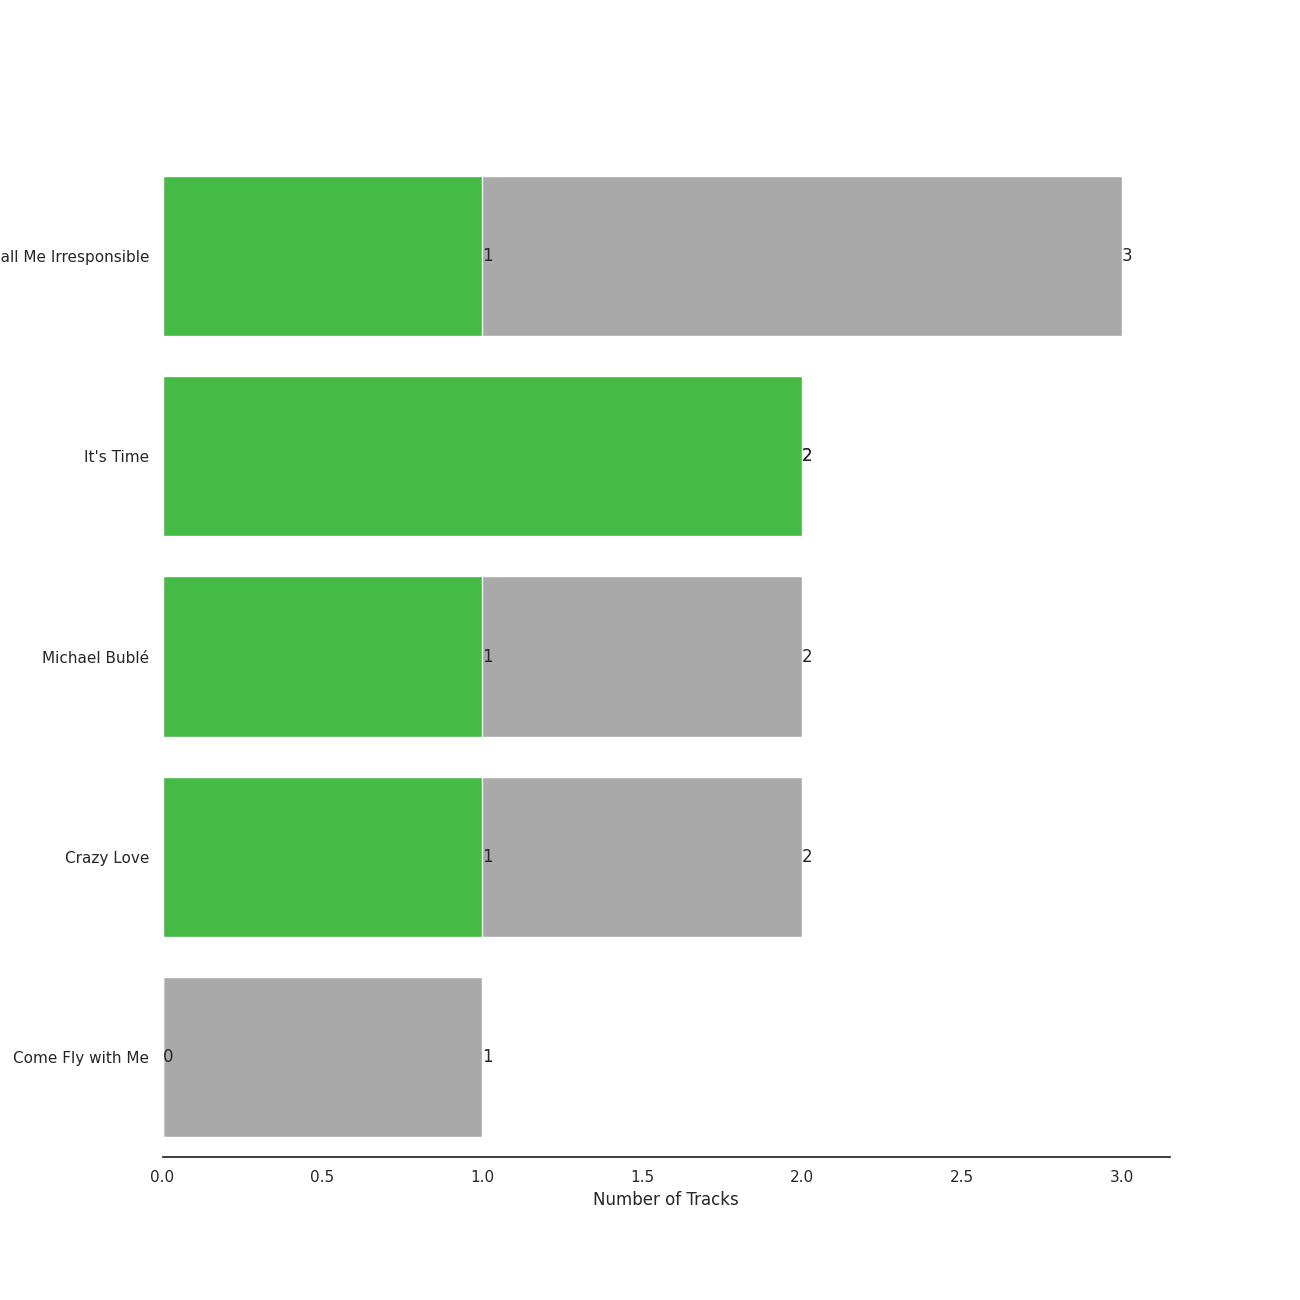 all Me Irresponsible
1
3
It's Time
2
Michael Bublé
1
2
Crazy Love
1
2
Come Fly with Me
0
1
0.0
0.5
1.0
1.5
2.0
2.5
3.0
Number of Tracks